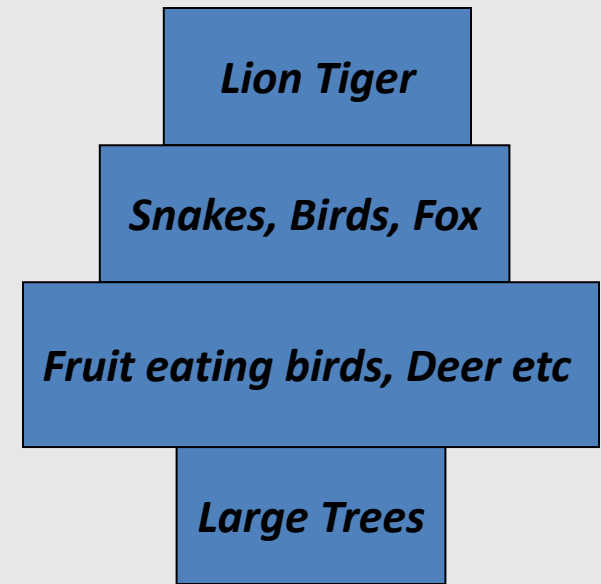 Lion Tiger
Snakes, Birds, Fox
Fruit eating birds, Deer etc
Large Trees